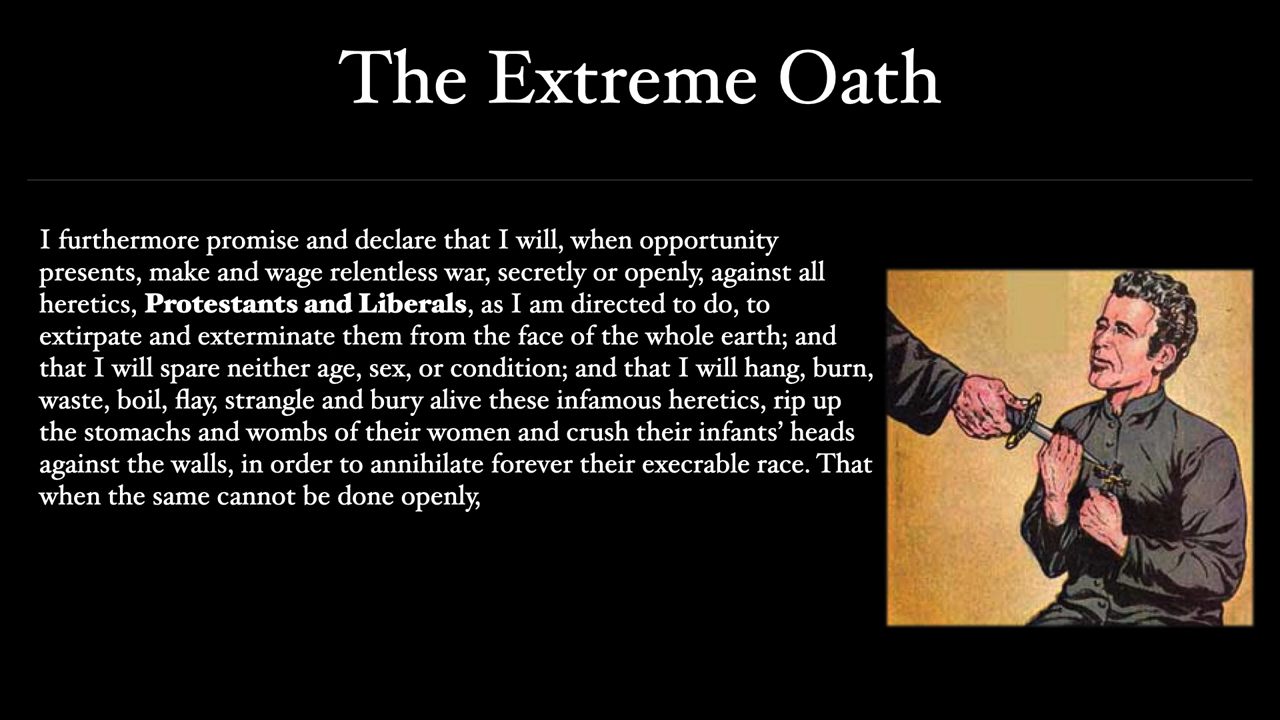 The Extreme Oath
I furthermore promise and declare that I will, when opportunity
presents, make and wage relentless war, secretly or openly, against all
heretics, Protestants and Liberals, as I am directed to do, to
extirpate and exterminate them from the face of the whole earth; and
that I will spare neither age, sex, or condition; and that I will hang, burn,
waste, boil, flay, strangle and bury alive these infamous heretics, rip up
the stomachs and wombs of their women and crush their infants’ heads
against the walls, in order to annihilate forever their execrable race. That
when the same cannot be done openly,